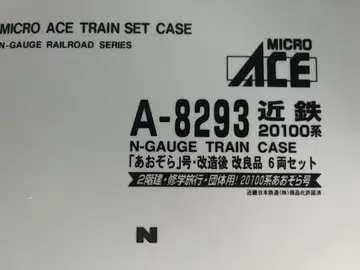 MICRO ACE TRAIN SET CASE
N-GAUGE RAILROAD SERIES
MICRO
ACE
A-8293 近鉄
20100系
N-GAUGE TRAIN CASE
「あおぞら」号・改造後 改良品 6両セット
2階建・修学旅行・団体用!20100系あおぞら号
近畿日本鉄道(株)商品化許諾済
N